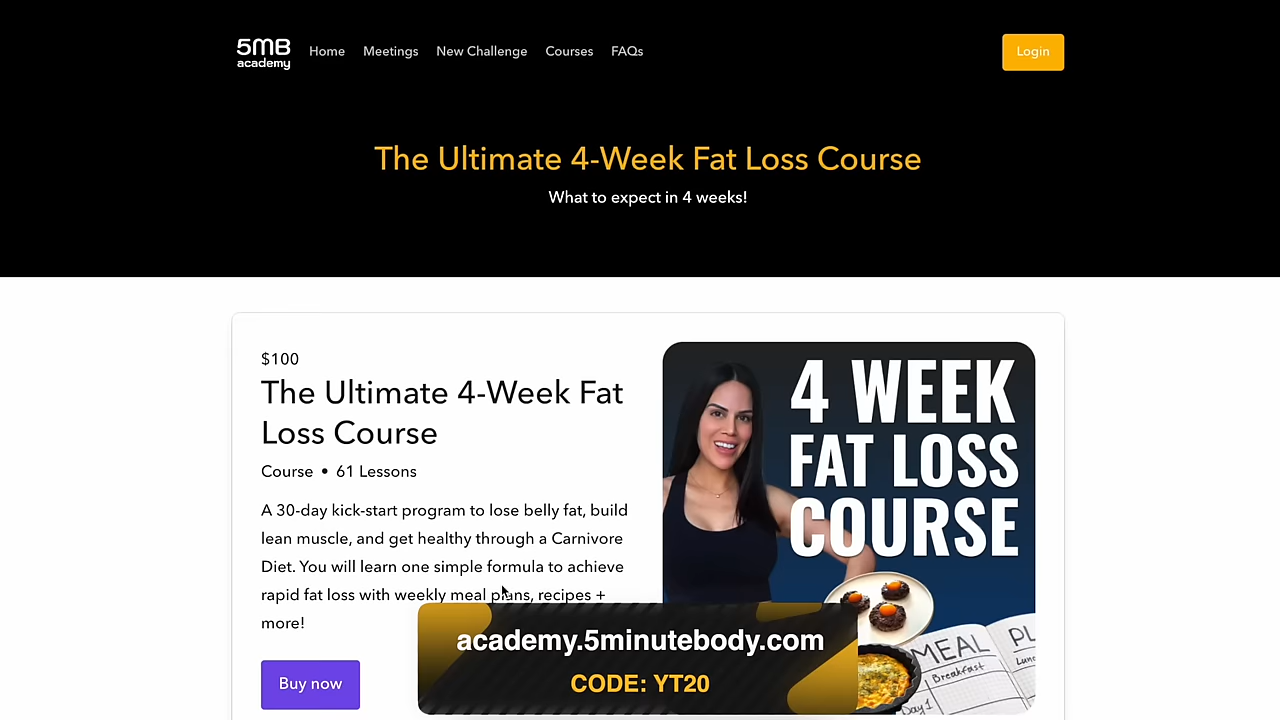 5MB
academy
Home
Meetings
New Challenge
Courses
FAQs
Login
The Ultimate 4-Week Fat Loss Course
What to expect in 4 weeks!
$100
The Ultimate 4-Week Fat
Loss Course
Course • 61 Lessons
A 30-day kick-start program to lose belly fat, build
lean muscle, and get healthy through a Carnivore
Diet. You will learn one simple formula to achieve
rapid fat loss with weekly meal plans, recipes +
more!
Buy now
4 WEEK
FAT LOSS
COURSE
MEAL
PL
Breakfast
Lunc
Day 1
academy.5minutebody.com
CODE: YT20